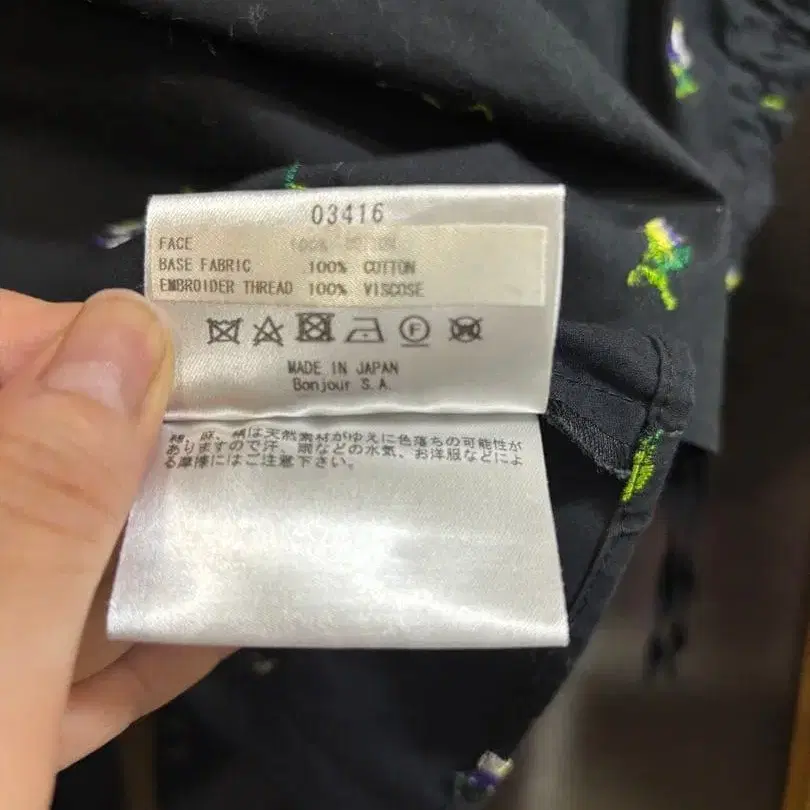 03416
FACE 100% COTTON
BASE FABRIC 100% COTTON
EMBROIDER THREAD 100% VISCOSE
F
MADE IN JAPAN
Bonjour S.A.
綿、麻、絹は天然素材がゆえに色落ちの可能性が
ありますので汗、雨などの水気、お洋服などによ
る摩擦にはご注意下さい。